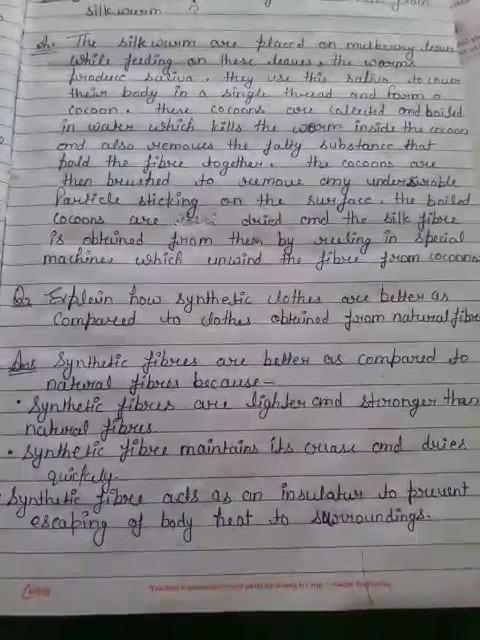 silkwurm ?
Ans. The silkwurm are placed on mulberry leaves
while feeding on these leaves, the worms
produce saliva. they use this saliva to cover
their body in a single thread and form a
cocoon. these cocoons are collected and boiled
in water which kills the worm inside the cocoon
and also removes the fatty substance that
hold the fibre together. the cocoons are
then brushed to remove any undersirable
Particle sticking on the surface. the boiled
cocoons are dried and the silk fibre
is obtained from them by reeling in special
machines which unwind the fibre from cocoons
Q2 Explain how synthetic clothes are better as
compared to clothes obtained from natural fibre
Ans Synthetic fibres are better as compared to
natural fibres because-
• Synthetic fibres are lighter and stronger than
natural fibres.
• Synthetic fibre maintains its crease and dries
quickely.
Synthetic fibre acts as an insulatur to prevent
escaping of body heat to surroundings.